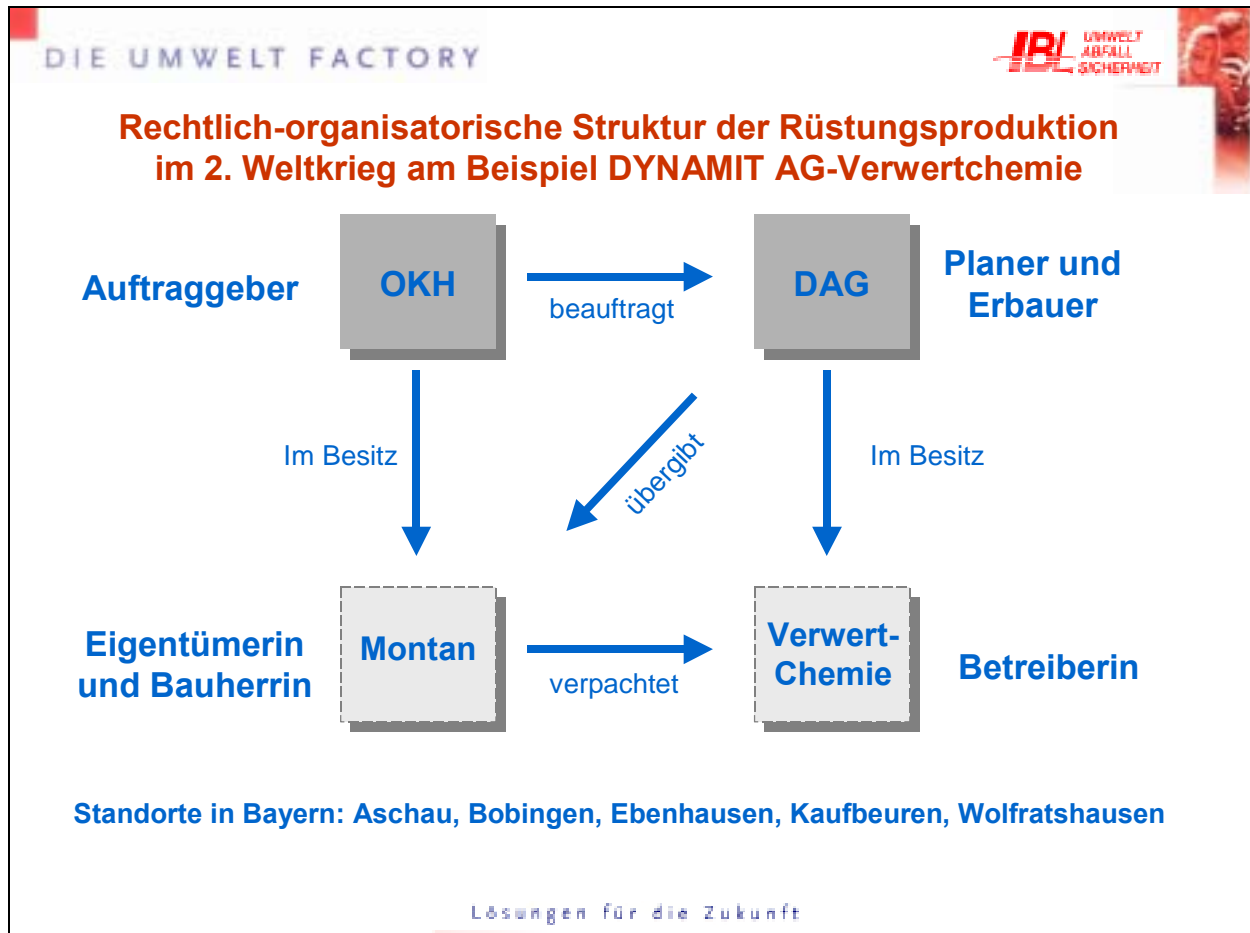 DIE UMWELT FACTORY
IBL UMWELT
ABFALL
SICHERHEIT
Rechtlich-organisatorische Struktur der Rüstungsproduktion
im 2. Weltkrieg am Beispiel DYNAMIT AG-Verwertchemie
Auftraggeber
OKH
beauftragt
DAG
Planer und
Erbauer
Im Besitz
übergibt
Im Besitz
Eigentümerin
und Bauherrin
Montan
verpachtet
Verwert-
Chemie
Betreiberin
Standorte in Bayern: Aschau, Bobingen, Ebenhausen, Kaufbeuren, Wolfratshausen
Lösungen für die Zukunft